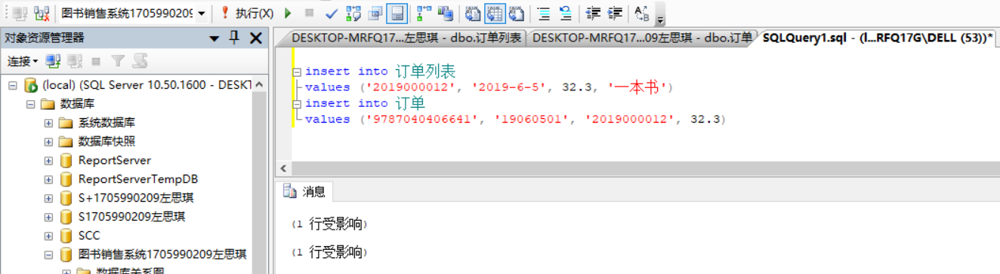 图书销售系统1705990209
执行(X)
对象资源管理器
DESKTOP-MRFQ17...左思琪 - dbo.订单列表
DESKTOP-MRFQ17...09左思琪 - dbo.订单
SQLQuery1.sql - (l...RFQ17G\DELL (53))*
连接
(local) (SQL Server 10.50.1600 - DESKT
数据库
系统数据库
数据库快照
ReportServer
ReportServerTempDB
S+1705990209左思琪
S1705990209左思琪
SCC
图书销售系统1705990209左思琪
数据库关系图
insert into 订单列表
values ('2019000012', '2019-6-5', 32.3, '一本书')
insert into 订单
values ('9787040406641', '19060501', '2019000012', 32.3)
消息
(1 行受影响)
(1 行受影响)